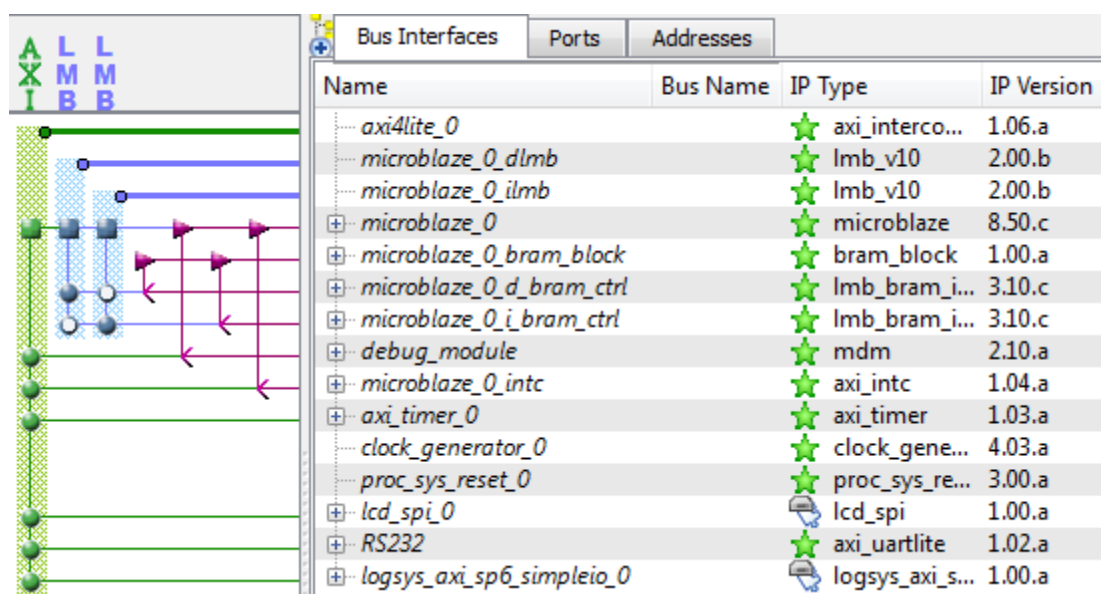 AXI LMB LMB
Bus Interfaces Ports Addresses
Name Bus Name IP Type IP Version
axi4lite_0 axi_interco... 1.06.a
microblaze_0_dlmb lmb_v10 2.00.b
microblaze_0_ilmb lmb_v10 2.00.b
microblaze_0 microblaze 8.50.c
microblaze_0_bram_block bram_block 1.00.a
microblaze_0_d_bram_ctrl lmb_bram_i... 3.10.c
microblaze_0_i_bram_ctrl lmb_bram_i... 3.10.c
debug_module mdm 2.10.a
microblaze_0_intc axi_intc 1.04.a
axi_timer_0 axi_timer 1.03.a
clock_generator_0 clock_gene... 4.03.a
proc_sys_reset_0 proc_sys_re... 3.00.a
lcd_spi_0 lcd_spi 1.00.a
RS232 axi_uartlite 1.02.a
logsys_axi_sp6_simpleio_0 logsys_axi_s... 1.00.a